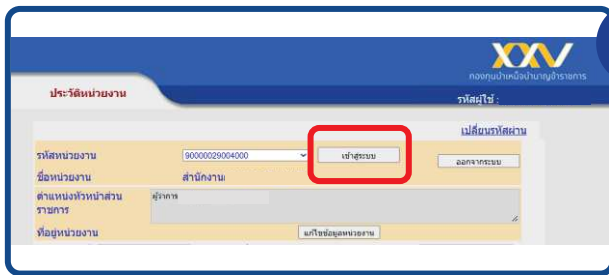 XXV
กองทุนบำเหน็จบำนาญข้าราชการ
ประวัติหน่วยงาน
รหัสผู้ใช้ :
เปลี่ยนรหัสผ่าน
รหัสหน่วยงาน 90000029004000 เข้าสู่ระบบ ออกจากระบบ
ชื่อหน่วยงาน สำนักงาน
ตำแหน่งหัวหน้าส่วน ผู้ว่าการ
ราชการ
ที่อยู่หน่วยงาน แก้ไขข้อมูลหน่วยงาน